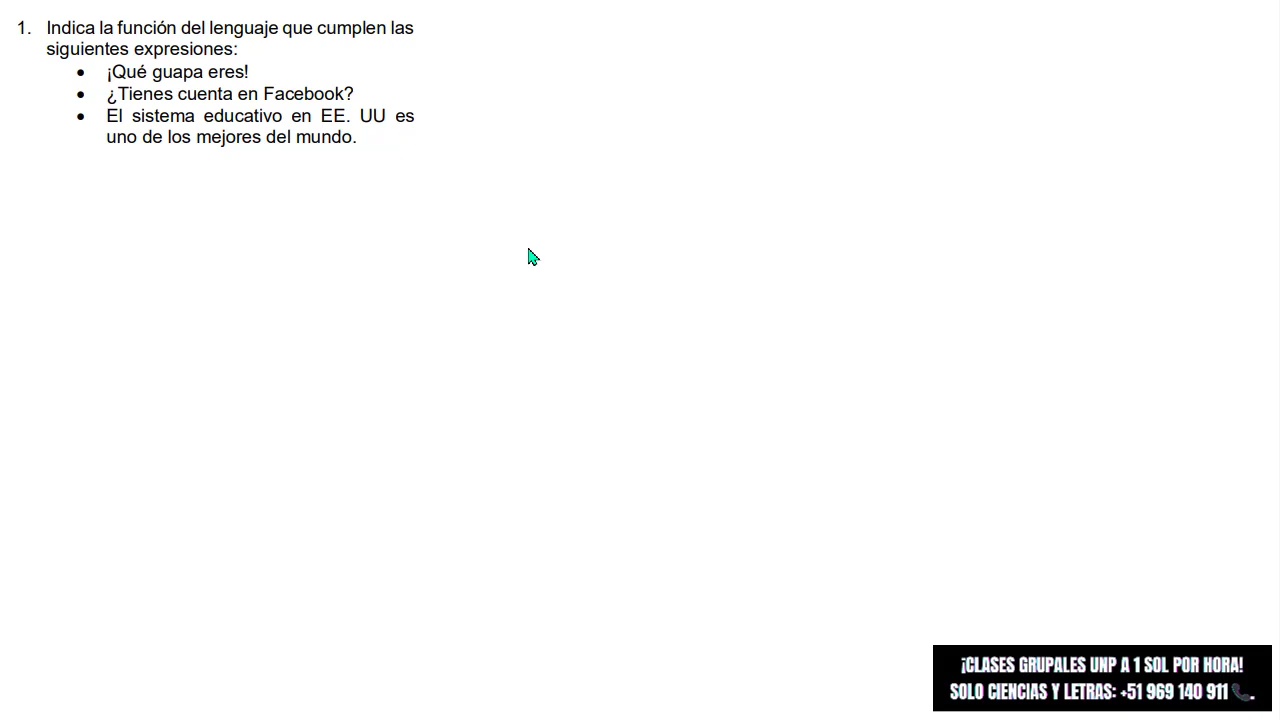 1. Indica la función del lenguaje que cumplen las
siguientes expresiones:
• ¡Qué guapa eres!
• ¿Tienes cuenta en Facebook?
• El sistema educativo en EE. UU es
uno de los mejores del mundo.
¡CLASES GRUPALES UNP A 1 SOL POR HORA!
SOLO CIENCIAS Y LETRAS: +51 969 140 911 📞.